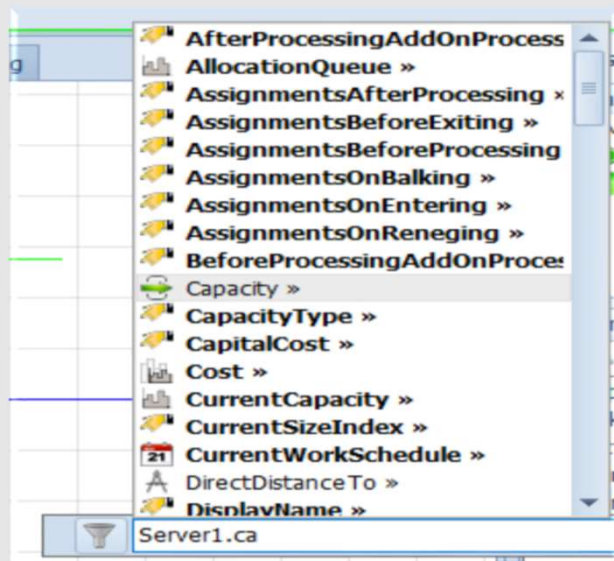 AfterProcessingAddOnProcess
AllocationQueue »
AssignmentsAfterProcessing »
AssignmentsBeforeExiting »
AssignmentsBeforeProcessing
AssignmentsOnBalking »
AssignmentsOnEntering »
AssignmentsOnReneging »
BeforeProcessingAddOnProces
Capacity »
CapacityType »
CapitalCost »
Cost »
CurrentCapacity »
CurrentSizeIndex »
21 CurrentWorkSchedule »
DirectDistanceTo »
DisplayName »
Server1.ca